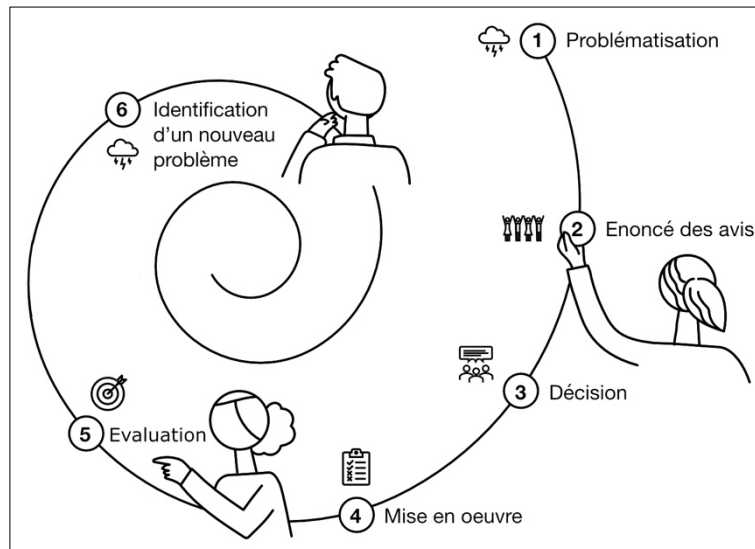 1 Problématisation
2 Enoncé des avis
3 Décision
4 Mise en oeuvre
5 Evaluation
6 Identification
d'un nouveau
problème